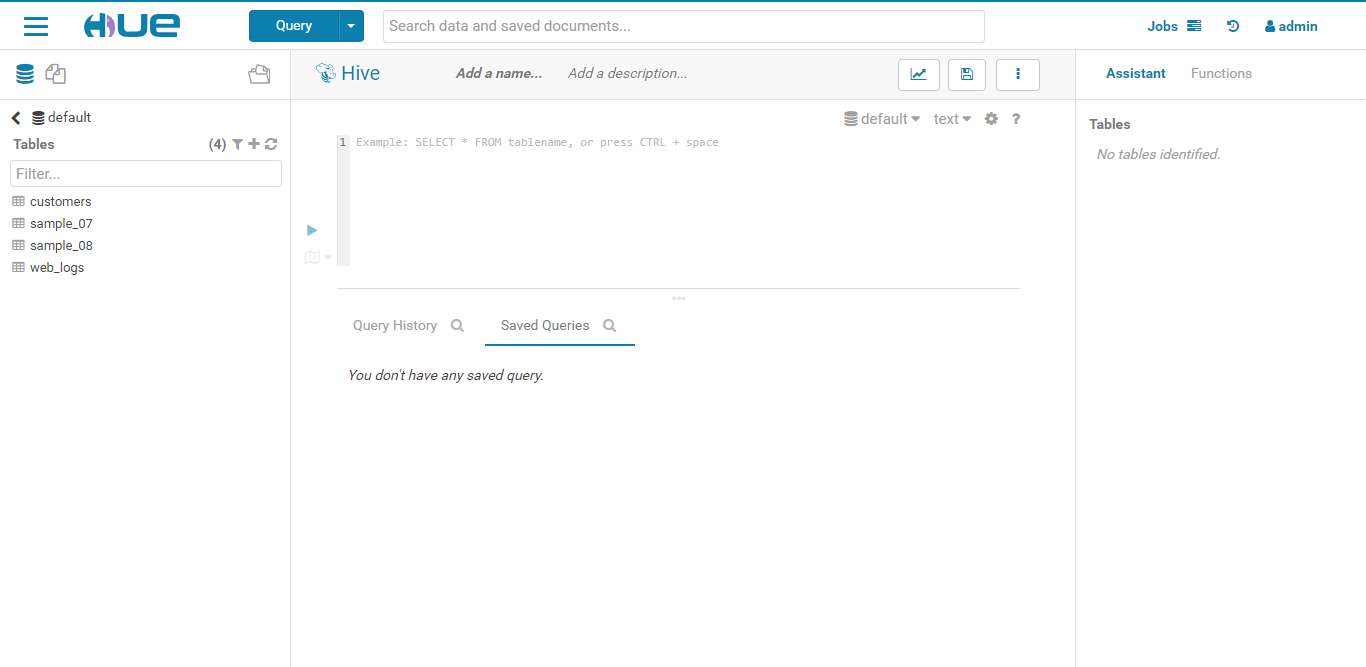 HUE
Query
Search data and saved documents...
Jobs
admin
Hive
Add a name...
Add a description...
Assistant
Functions
default
Tables
(4)
Filter...
customers
sample_07
sample_08
web_logs
default
text
?
1 Example: SELECT * FROM tablename, or press CTRL + space
Query History
Saved Queries
You don't have any saved query.
Tables
No tables identified.